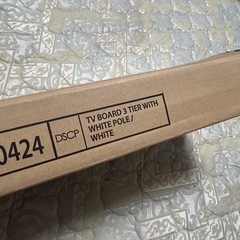 0424
DSCP
TV BOARD 3 TIER WITH
WHITE POLE /
WHITE